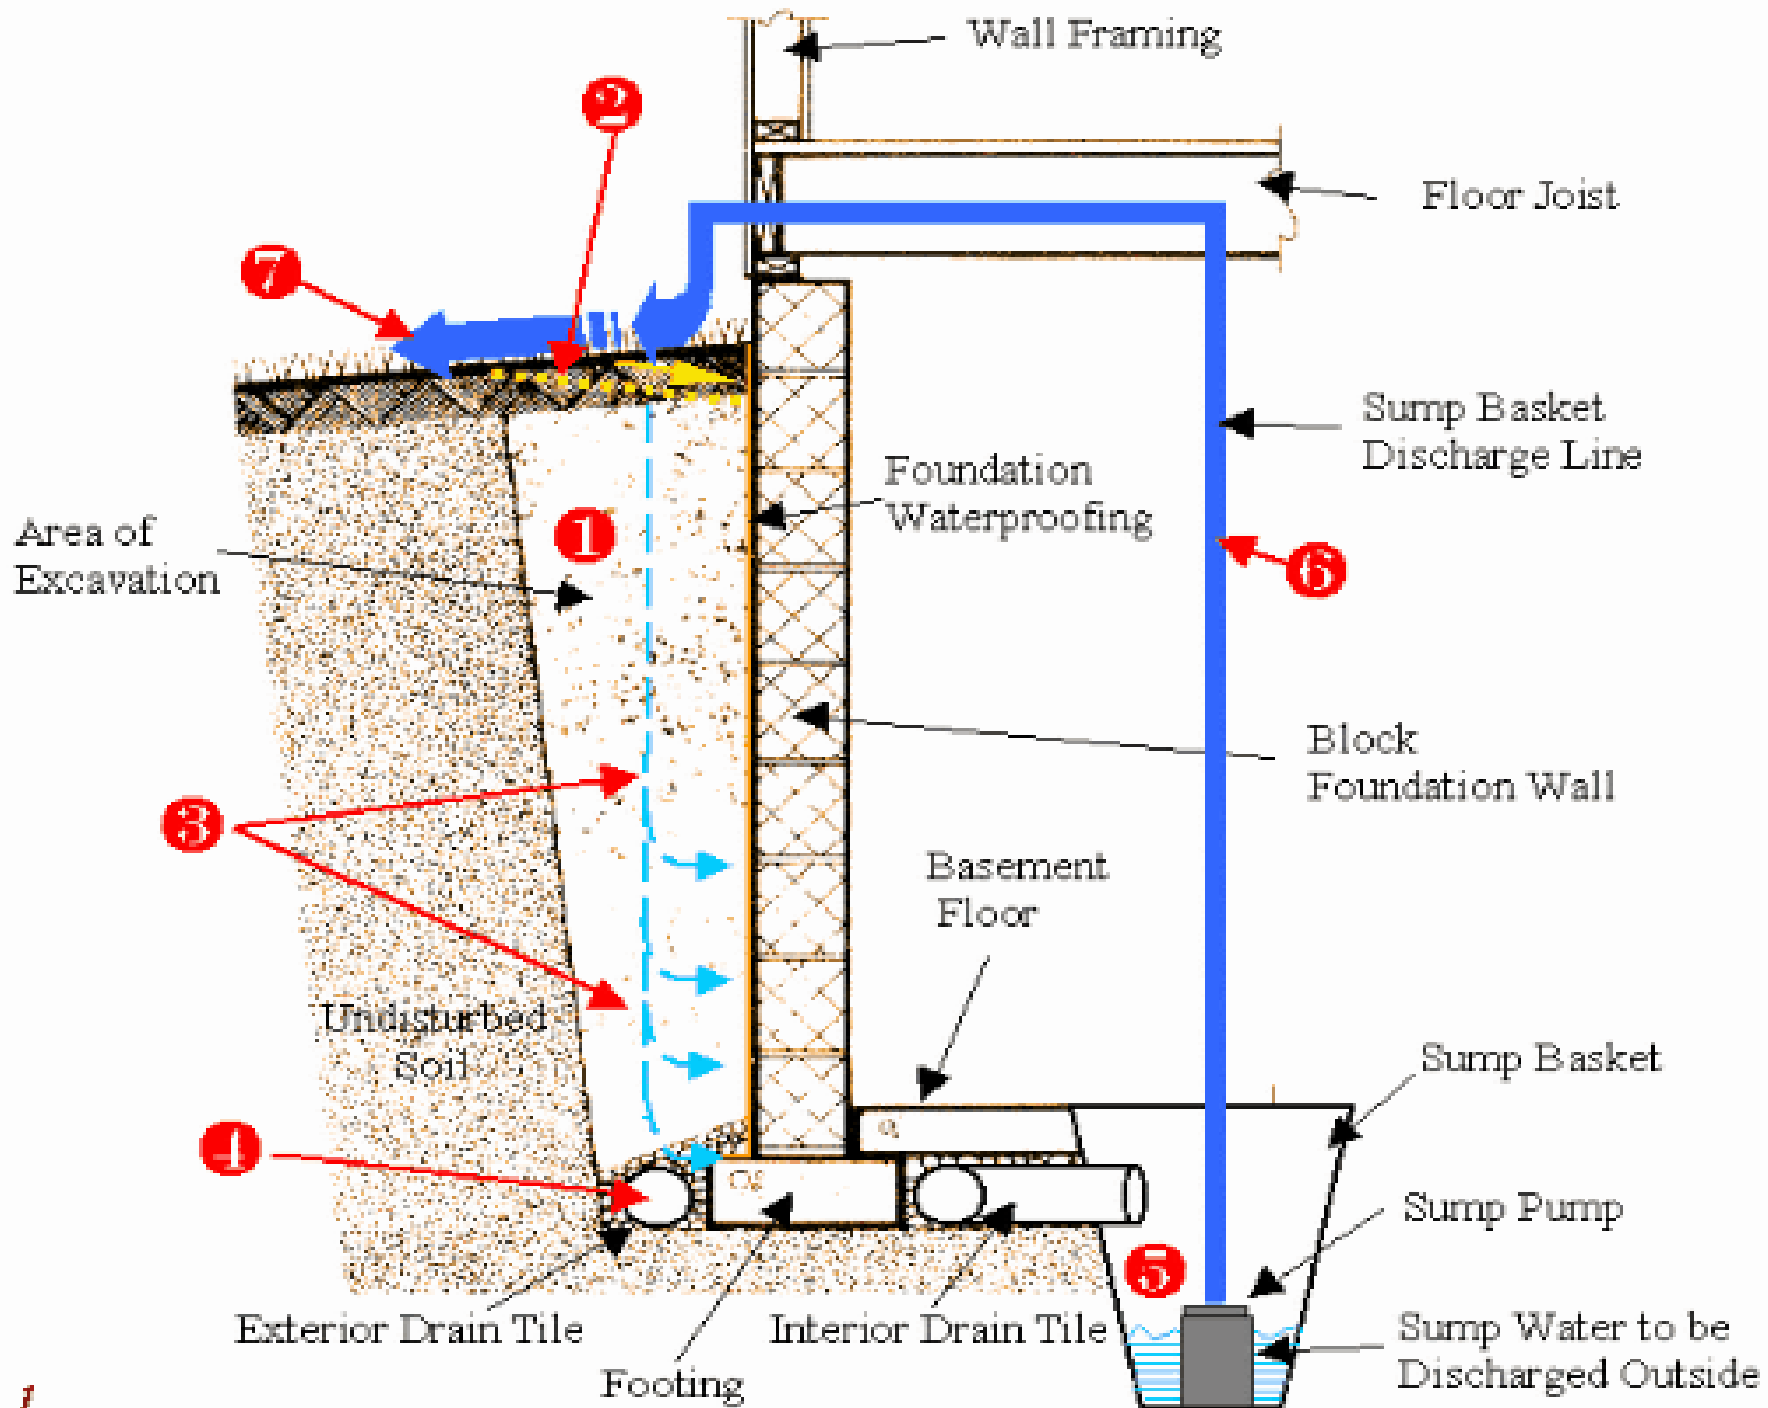 Wall Framing
2
Floor Joist
7
Sump Basket
Discharge Line
Foundation
Waterproofing
Area of
Excavation
1
6
Block
Foundation Wall
3
Basement
Floor
Undisturbed
Soil
Sump Basket
4
Sump Pump
5
Exterior Drain Tile
Interior Drain Tile
Sump Water to be
Discharged Outside
Footing